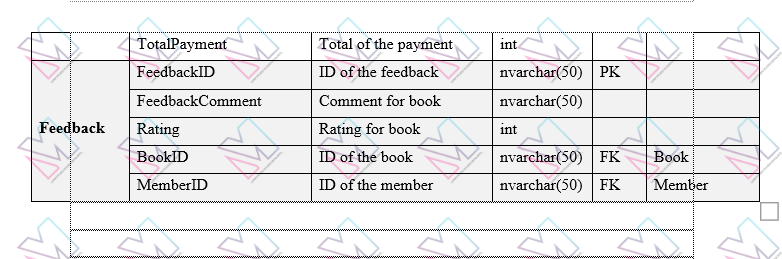 TotalPayment Total of the payment int
FeedbackID ID of the feedback nvarchar(50) PK
FeedbackComment Comment for book nvarchar(50)
Feedback Rating Rating for book int
BookID ID of the book nvarchar(50) FK Book
MemberID ID of the member nvarchar(50) FK Member